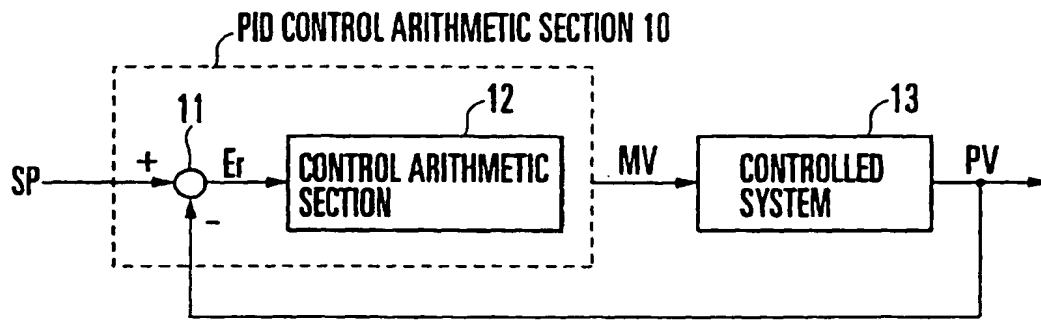 PID CONTROL ARITHMETIC SECTION 10
11
12
13
SP
+
-
Er
CONTROL ARITHMETIC
SECTION
MV
CONTROLLED
SYSTEM
PV